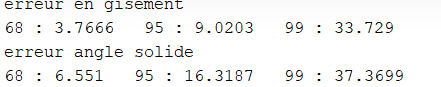 erreur en gisement
68 : 3.7666 95 : 9.0203 99 : 33.729
erreur angle solide
68 : 6.551 95 : 16.3187 99 : 37.3699